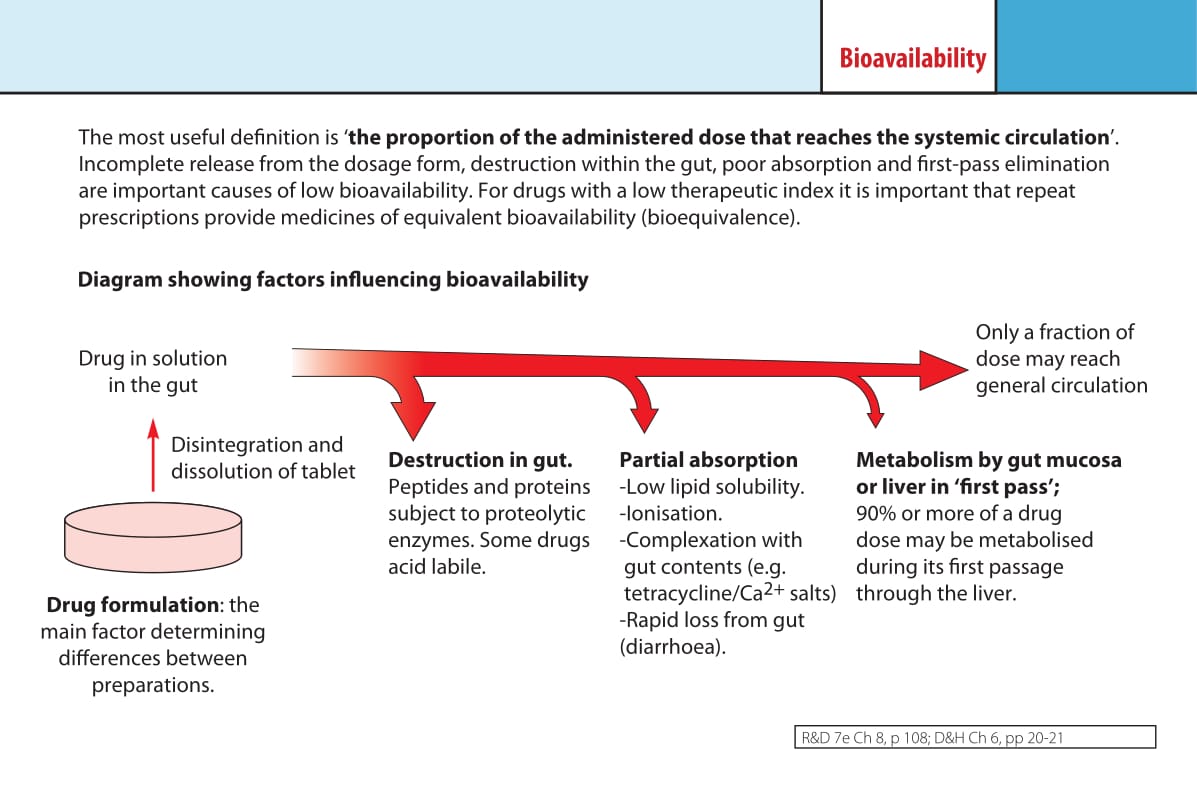 Bioavailability
The most useful definition is ‘the proportion of the administered dose that reaches the systemic circulation’.
Incomplete release from the dosage form, destruction within the gut, poor absorption and first-pass elimination
are important causes of low bioavailability. For drugs with a low therapeutic index it is important that repeat
prescriptions provide medicines of equivalent bioavailability (bioequivalence).
Diagram showing factors influencing bioavailability
Drug in solution
in the gut
Disintegration and
dissolution of tablet
Drug formulation: the
main factor determining
differences between
preparations.
Destruction in gut.
Peptides and proteins
subject to proteolytic
enzymes. Some drugs
acid labile.
Partial absorption
-Low lipid solubility.
-Ionisation.
-Complexation with
gut contents (e.g.
tetracycline/Ca2+ salts)
-Rapid loss from gut
(diarrhoea).
Metabolism by gut mucosa
or liver in ‘first pass’;
90% or more of a drug
dose may be metabolised
during its first passage
through the liver.
Only a fraction of
dose may reach
general circulation
R&D 7e Ch 8, p 108; D&H Ch 6, pp 20-21